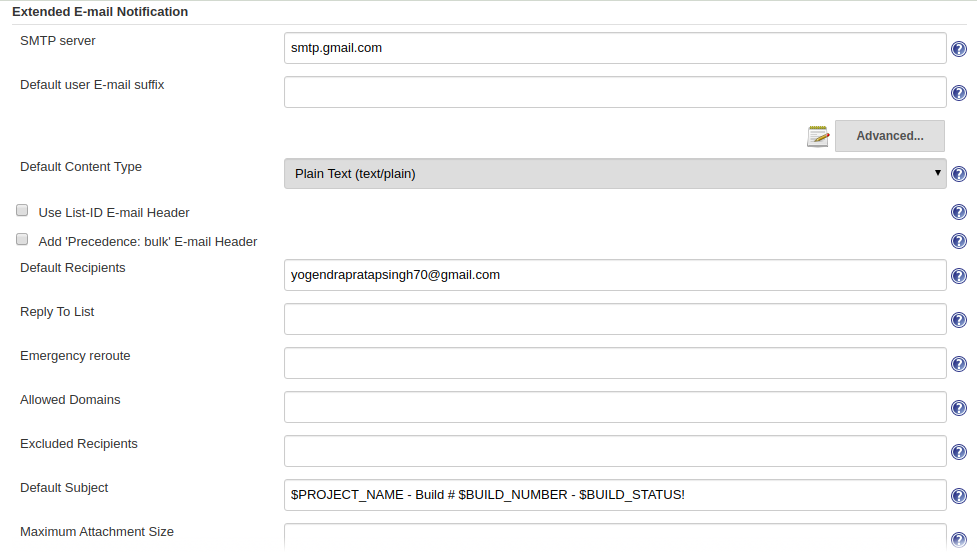 Extended E-mail Notification
SMTP server
smtp.gmail.com
Default user E-mail suffix
Advanced...
Default Content Type
Plain Text (text/plain)
Use List-ID E-mail Header
Add 'Precedence: bulk' E-mail Header
Default Recipients
yogendrapratapsingh70@gmail.com
Reply To List
Emergency reroute
Allowed Domains
Excluded Recipients
Default Subject
$PROJECT_NAME - Build # $BUILD_NUMBER - $BUILD_STATUS!
Maximum Attachment Size